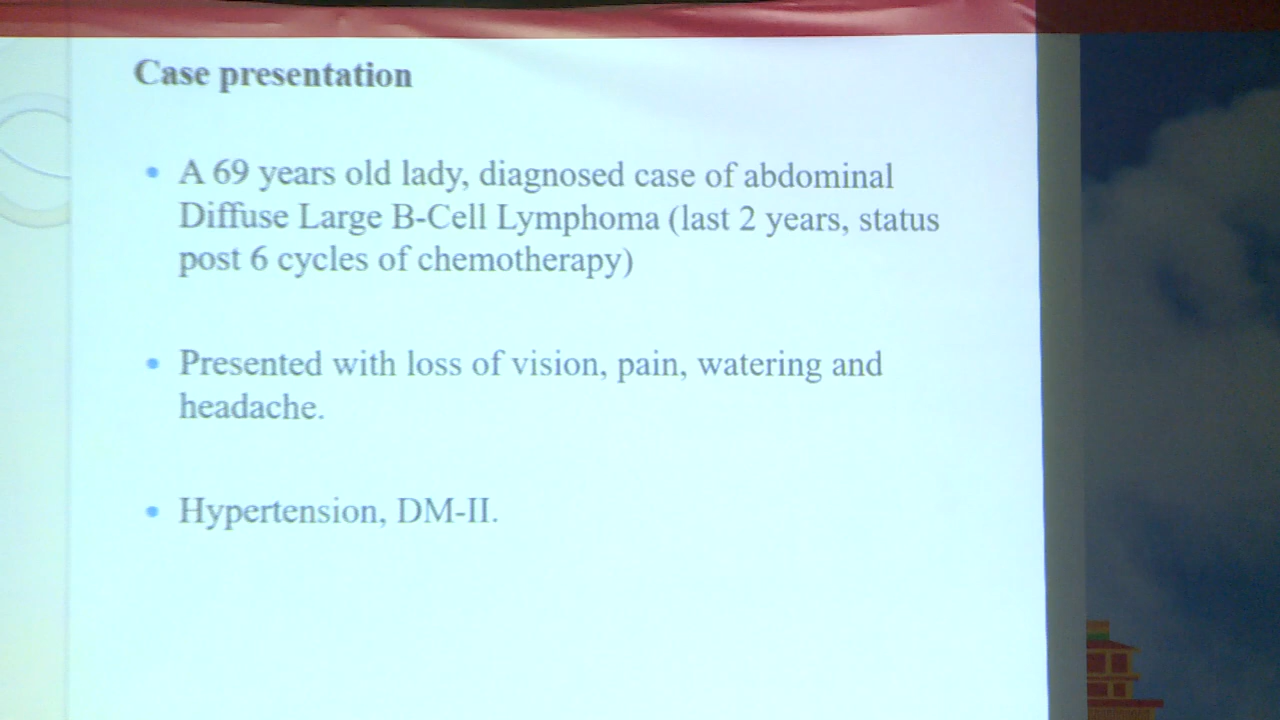 Case presentation
• A 69 years old lady, diagnosed case of abdominal
Diffuse Large B-Cell Lymphoma (last 2 years, status
post 6 cycles of chemotherapy)
• Presented with loss of vision, pain, watering and
headache.
• Hypertension, DM-II.